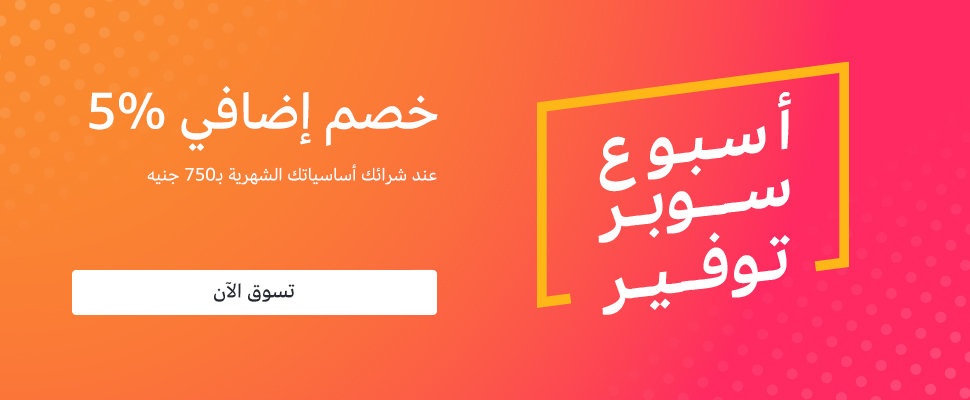 أسبوع
سوبر
توفير
خصم إضافي 5%
عند شرائك أساسياتك الشهرية بـ750 جنيه
تسوق الآن